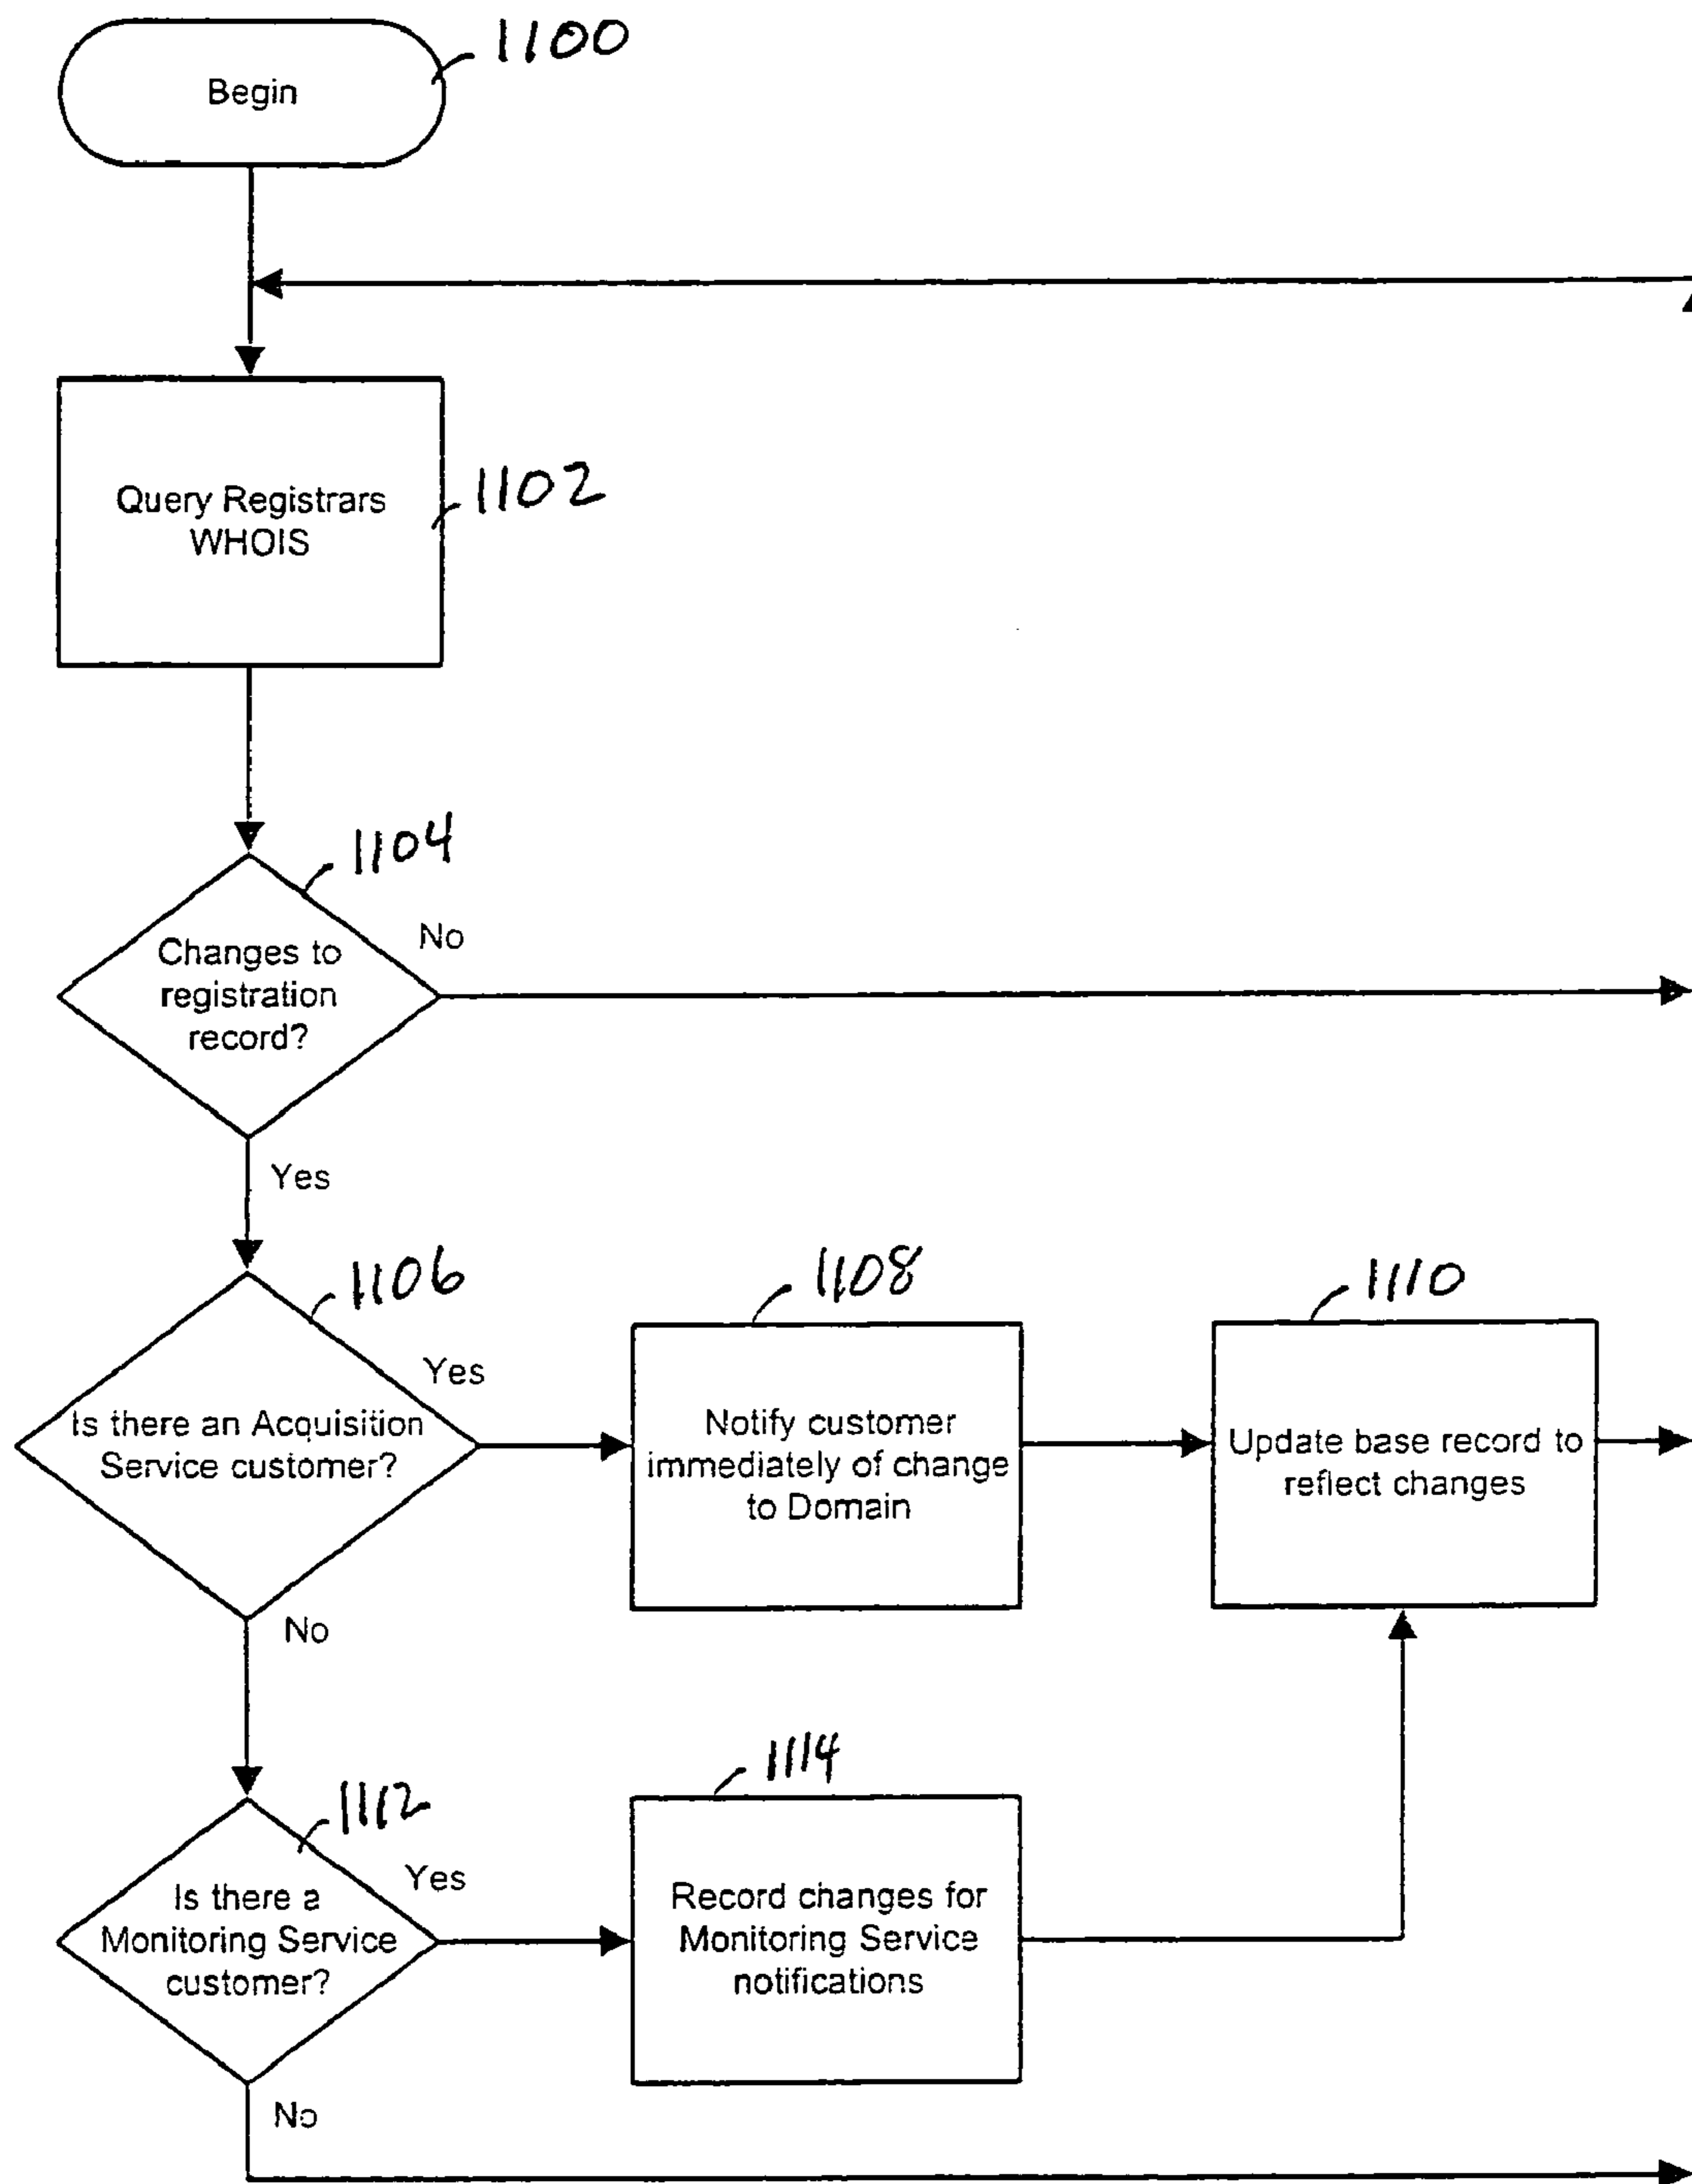 1100
Begin
1102
Query Registrars
WHOIS
1104
Changes to
registration
record?
No
Yes
1106
Is there an Acquisition
Service customer?
Yes
No
1108
Notify customer
immediately of change
to Domain
1110
Update base record to
reflect changes
1112
Is there a
Monitoring Service
customer?
Yes
No
1114
Record changes for
Monitoring Service
notifications